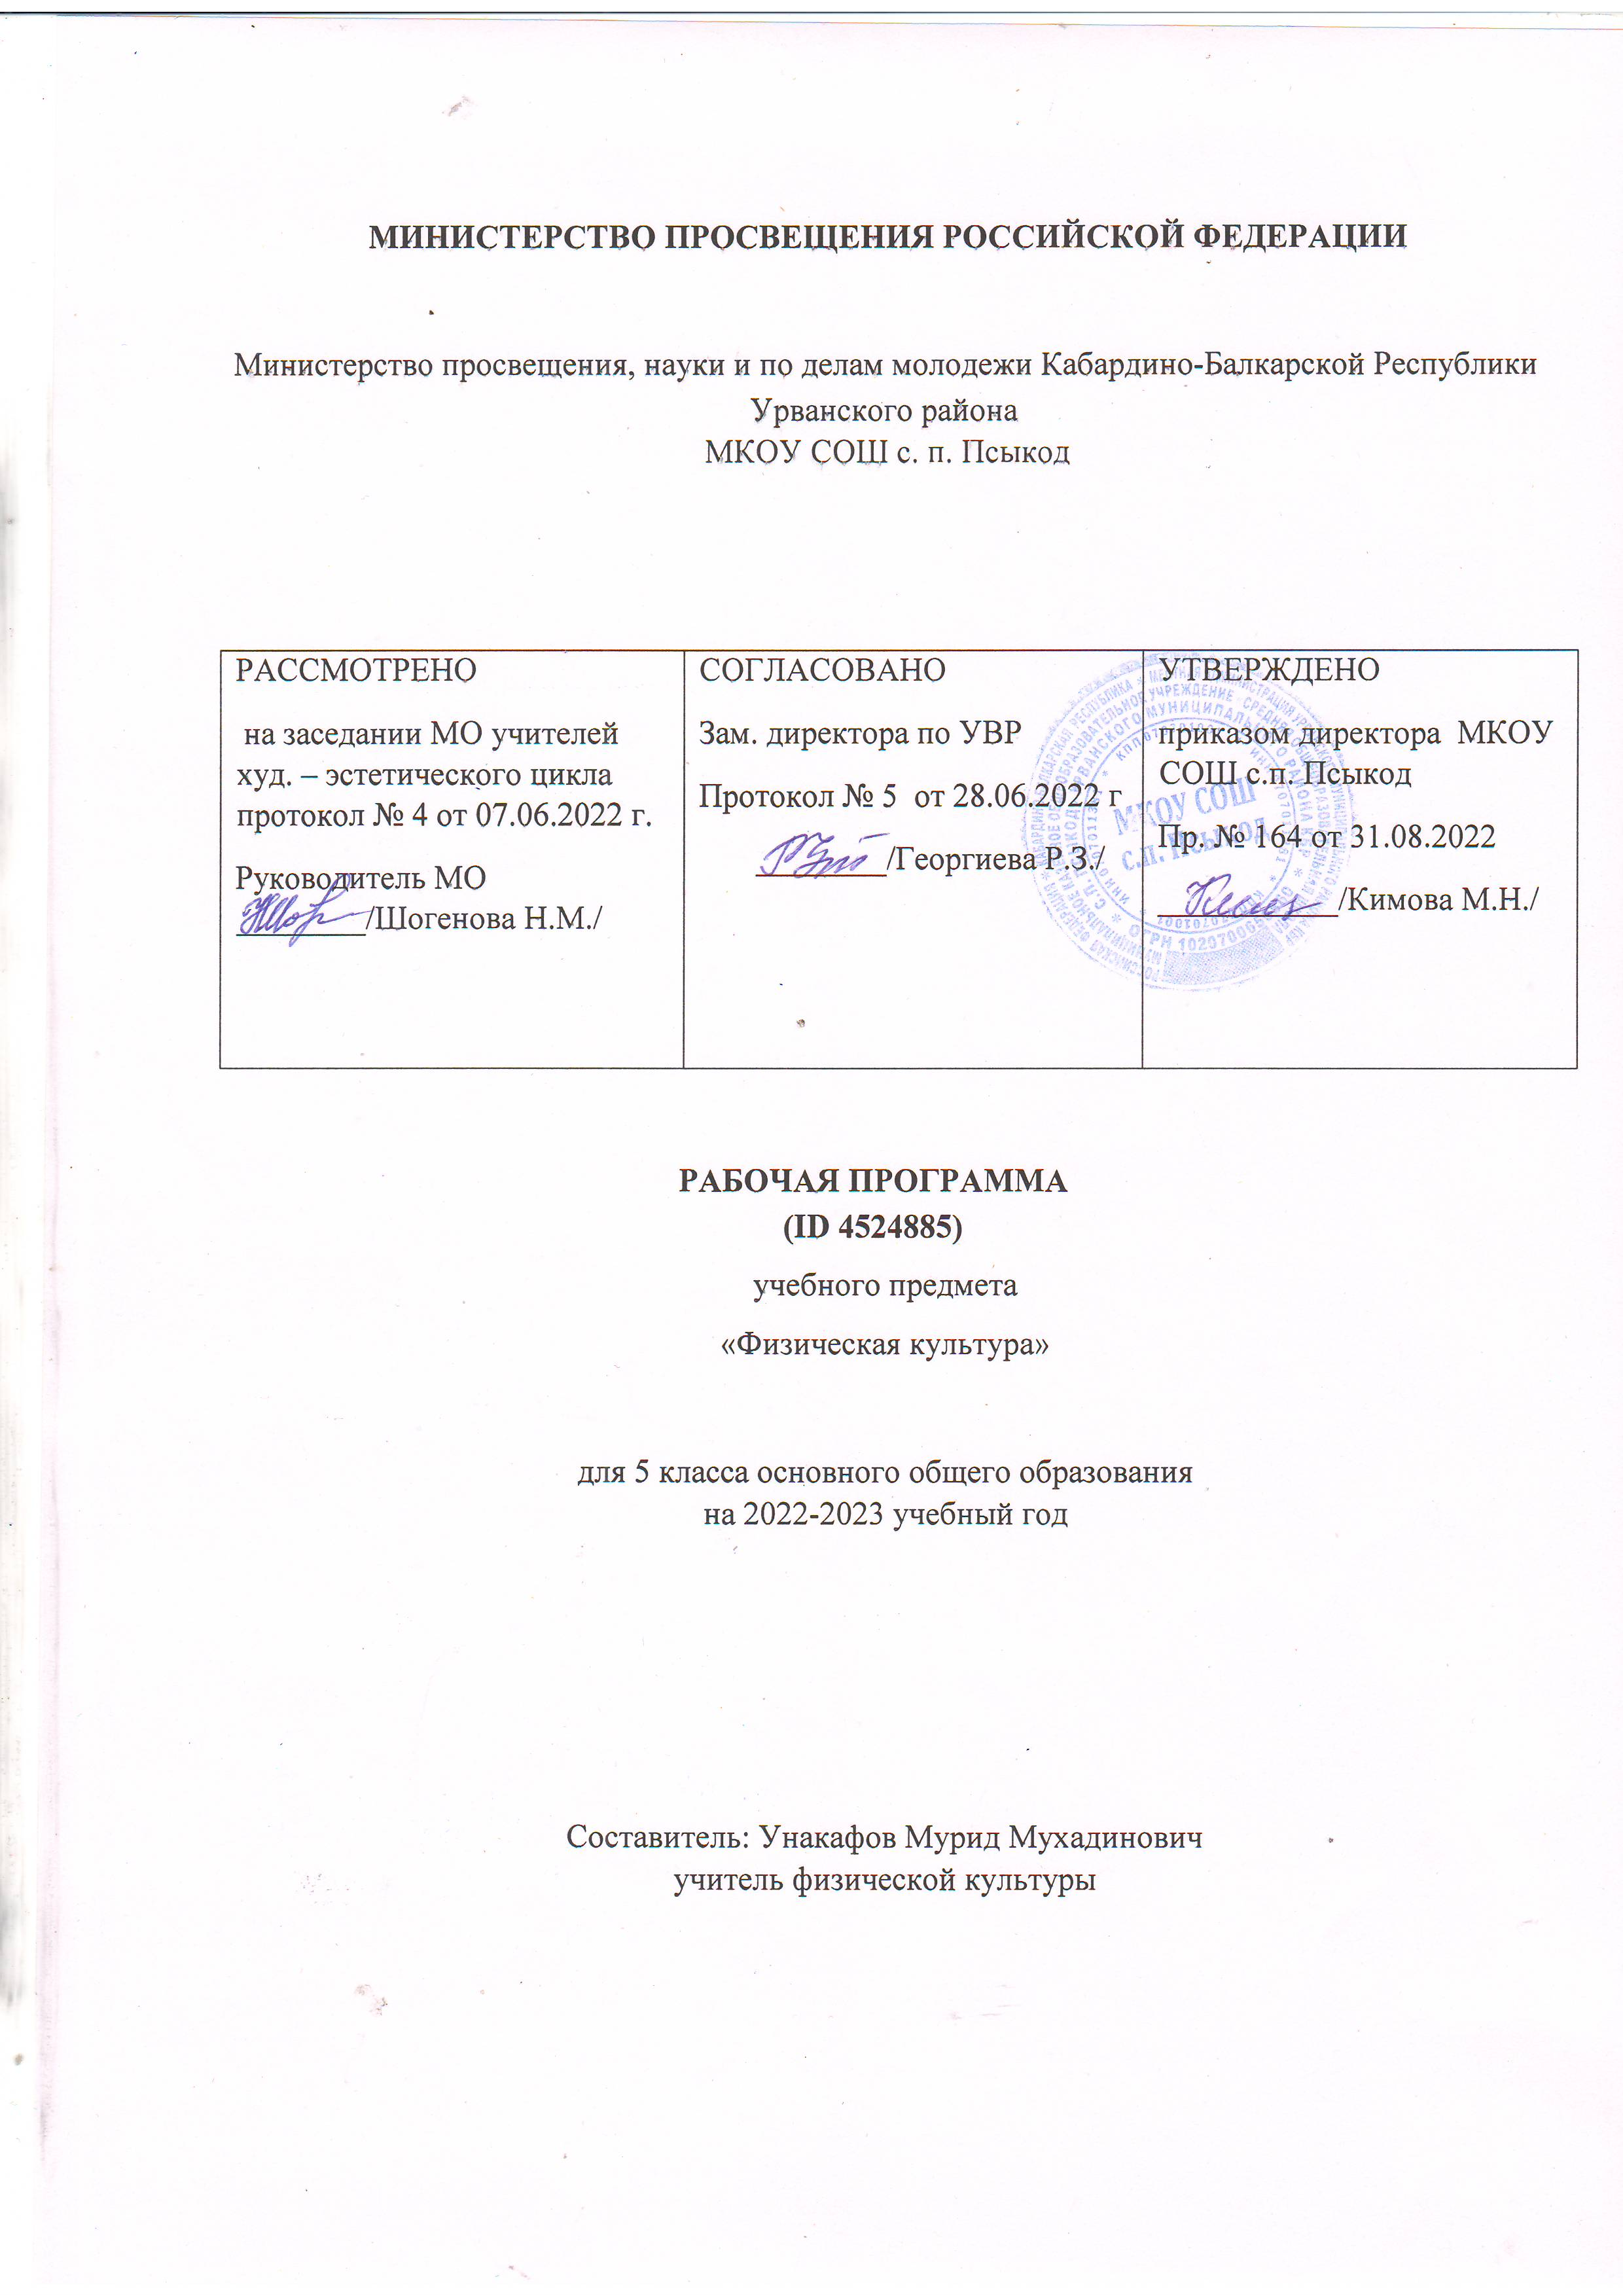 МИНИСТЕРСТВО ПРОСВЕЩЕНИЯ РОССИЙСКОЙ ФЕДЕРАЦИИ
Министерство просвещения, науки и по делам молодежи Кабардино-Балкарской Республики
Урванского района
МКОУ СОШ с. п. Псыкод
РАССМОТРЕНО
на заседании МО учителей
худ. – эстетического цикла
протокол № 4 от 07.06.2022 г.
Руководитель МО
/Шогенова Н.М./
СОГЛАСОВАНО
Зам. директора по УВР
Протокол № 5 от 28.06.2022 г
/Георгиева Р.З./
УТВЕРЖДЕНО
приказом директора МКОУ
СОШ с.п. Псыкод
Пр. № 164 от 31.08.2022
/Кимова М.Н./
МКОУ СОШ
с.п. Псыкод
РАБОЧАЯ ПРОГРАММА
(ID 4524885)
учебного предмета
«Физическая культура»
для 5 класса основного общего образования
на 2022-2023 учебный год
Составитель: Унакафов Мурид Мухадинович
учитель физической культуры